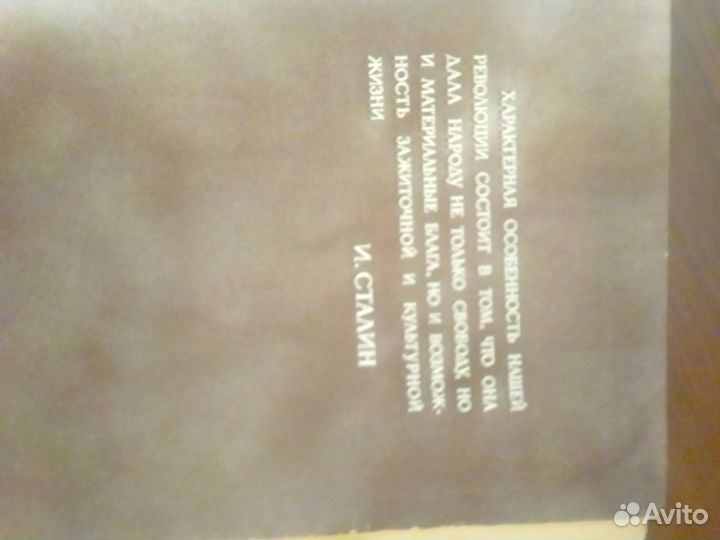 ХАРАКТЕРНАЯ ОСОБЕННОСТЬ НАШЕЙ
РЕВОЛЮЦИИ СОСТОИТ В ТОМ, ЧТО ОНА
ДАЛА НАРОДУ НЕ ТОЛЬКО СВОБОДУ, НО
И МАТЕРИАЛЬНЫЕ БЛАГА, НО И ВОЗМОЖ-
НОСТЬ ЗАЖИТОЧНОЙ И КУЛЬТУРНОЙ
ЖИЗНИ
И. СТАЛИН
Avito